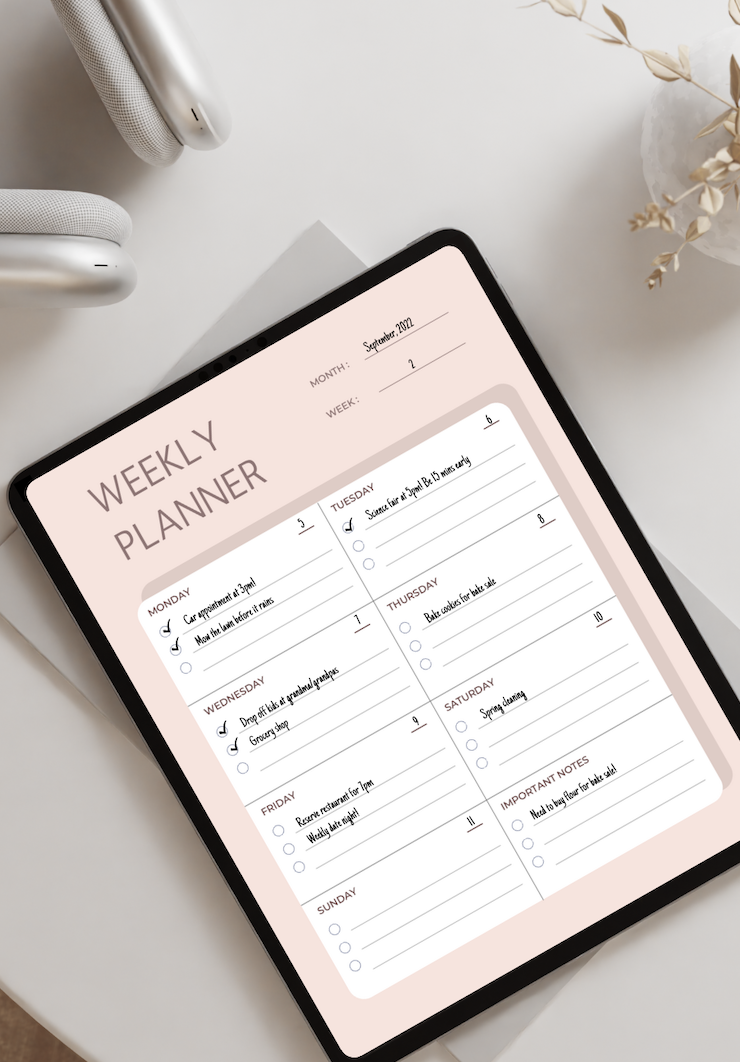 MONTH : September, 2022
WEEK : 2
WEEKLY
PLANNER
MONDAY 5
Car appointment at 3pm!
Mow the lawn before it rains
TUESDAY 6
Science fair at 5pm! Be 15 mins early
WEDNESDAY 7
Drop off kids at grandma/grandpas
Grocery shop
THURSDAY 8
Bake cookies for bake sale
FRIDAY 9
Reserve restaurant for 7pm
Weekly date night!
SATURDAY 10
Spring cleaning
SUNDAY 11
IMPORTANT NOTES
Need to buy flour for bake sale!